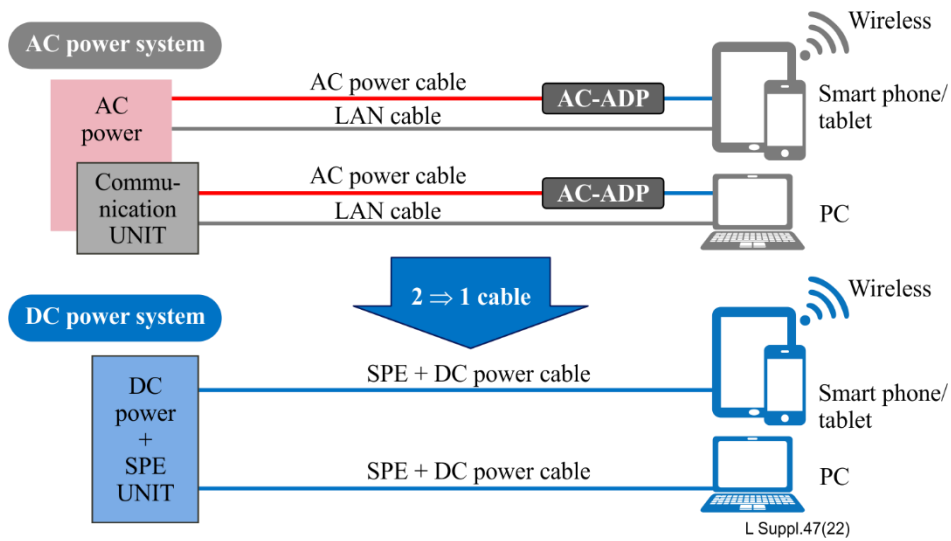 AC power system
Wireless
AC
power
AC power cable
AC-ADP
LAN cable
Smart phone/
tablet
Commu-
nication
UNIT
AC power cable
AC-ADP
LAN cable
PC
2 ⇒ 1 cable
DC power system
Wireless
DC
power
+
SPE
UNIT
SPE + DC power cable
Smart phone/
tablet
SPE + DC power cable
PC
L Suppl.47(22)